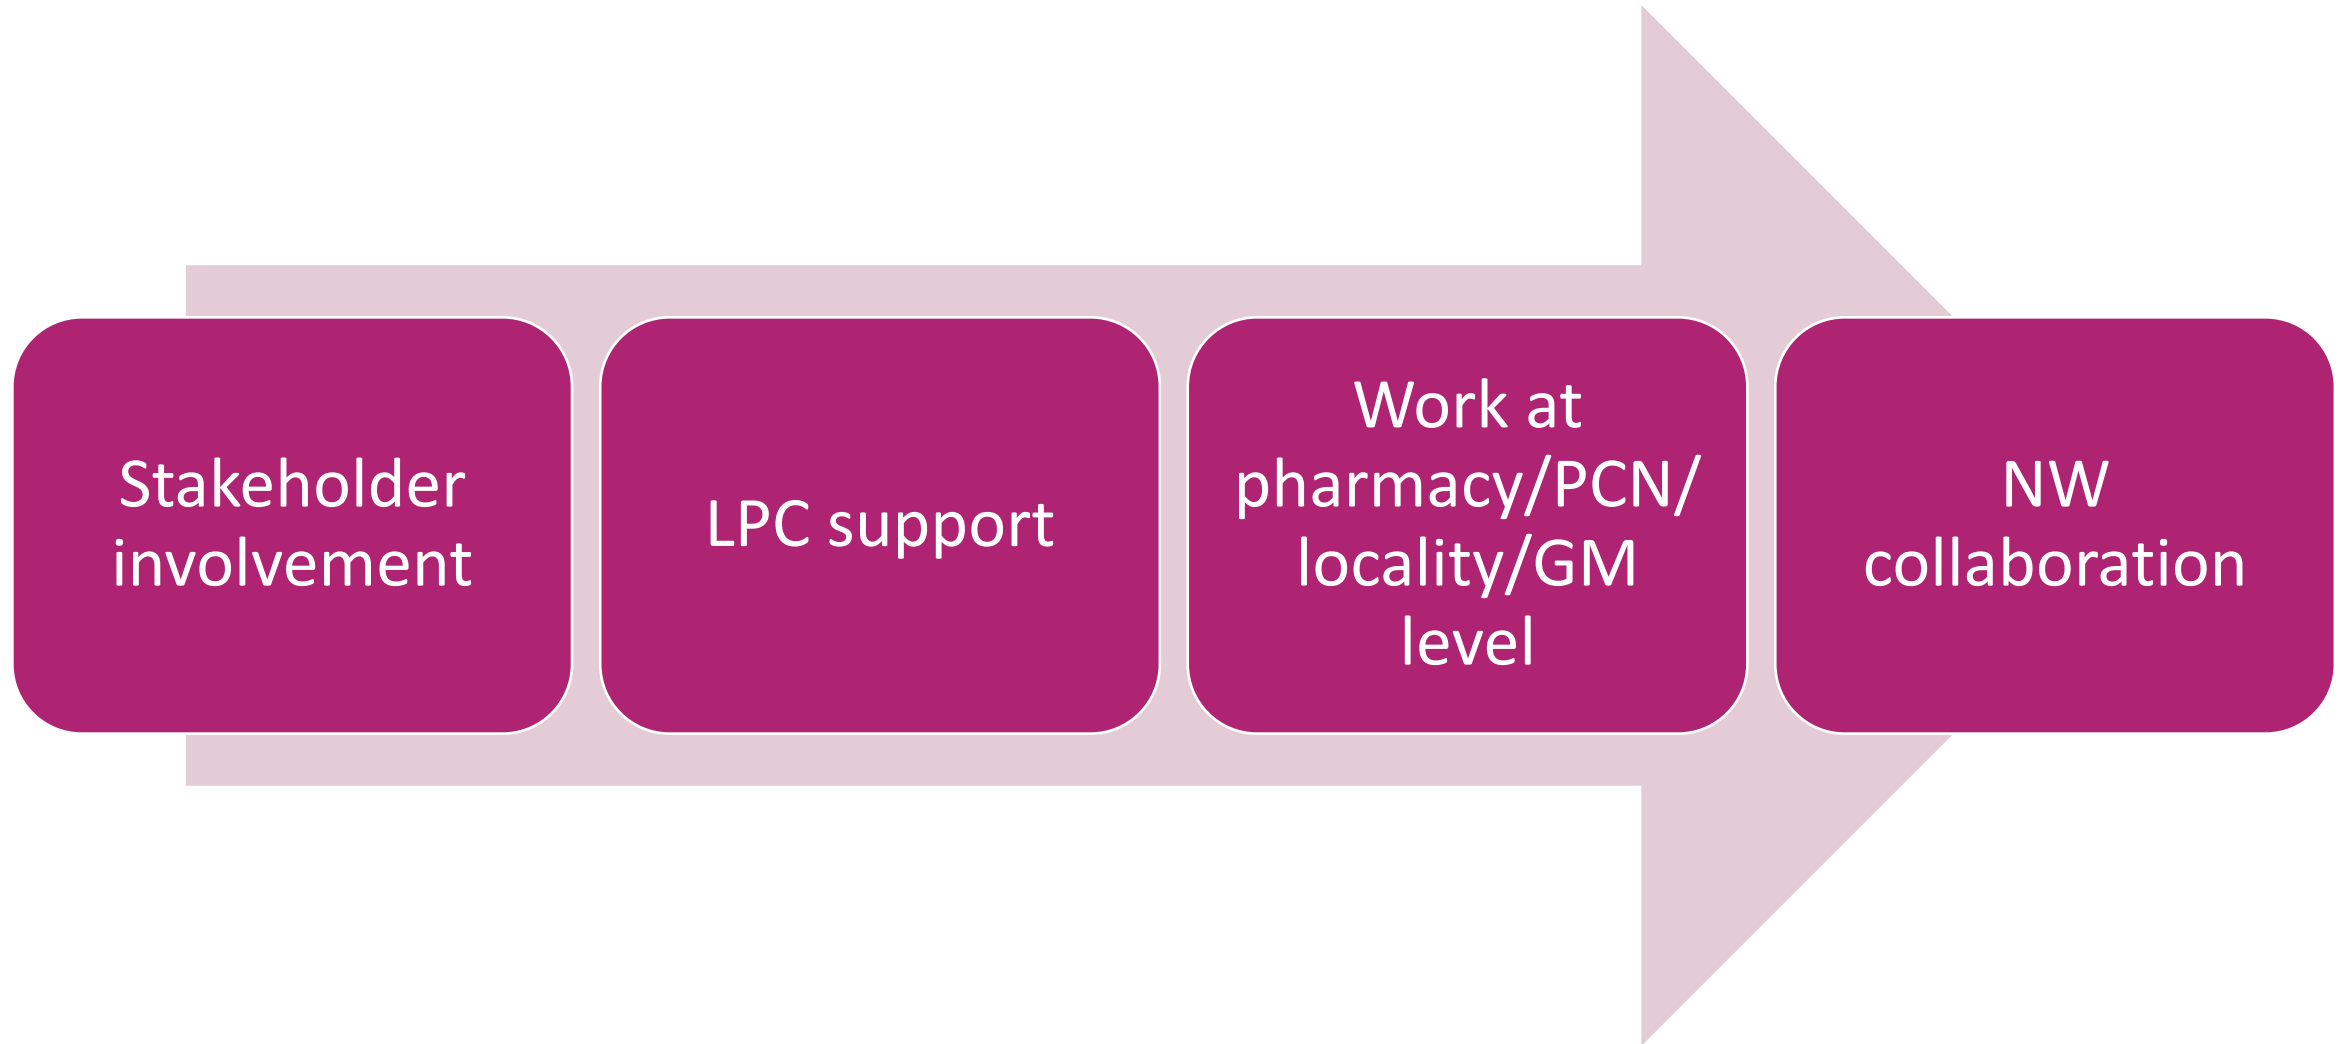 Stakeholder
involvement
LPC support
Work at
pharmacy/PCN/
locality/GM
level
NW
collaboration